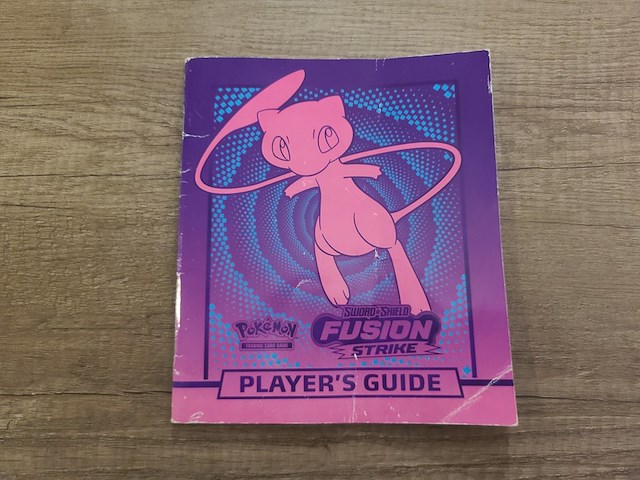 Pokémon
TRADING CARD GAME
SWORD & SHIELD
FUSION
STRIKE
PLAYER'S GUIDE